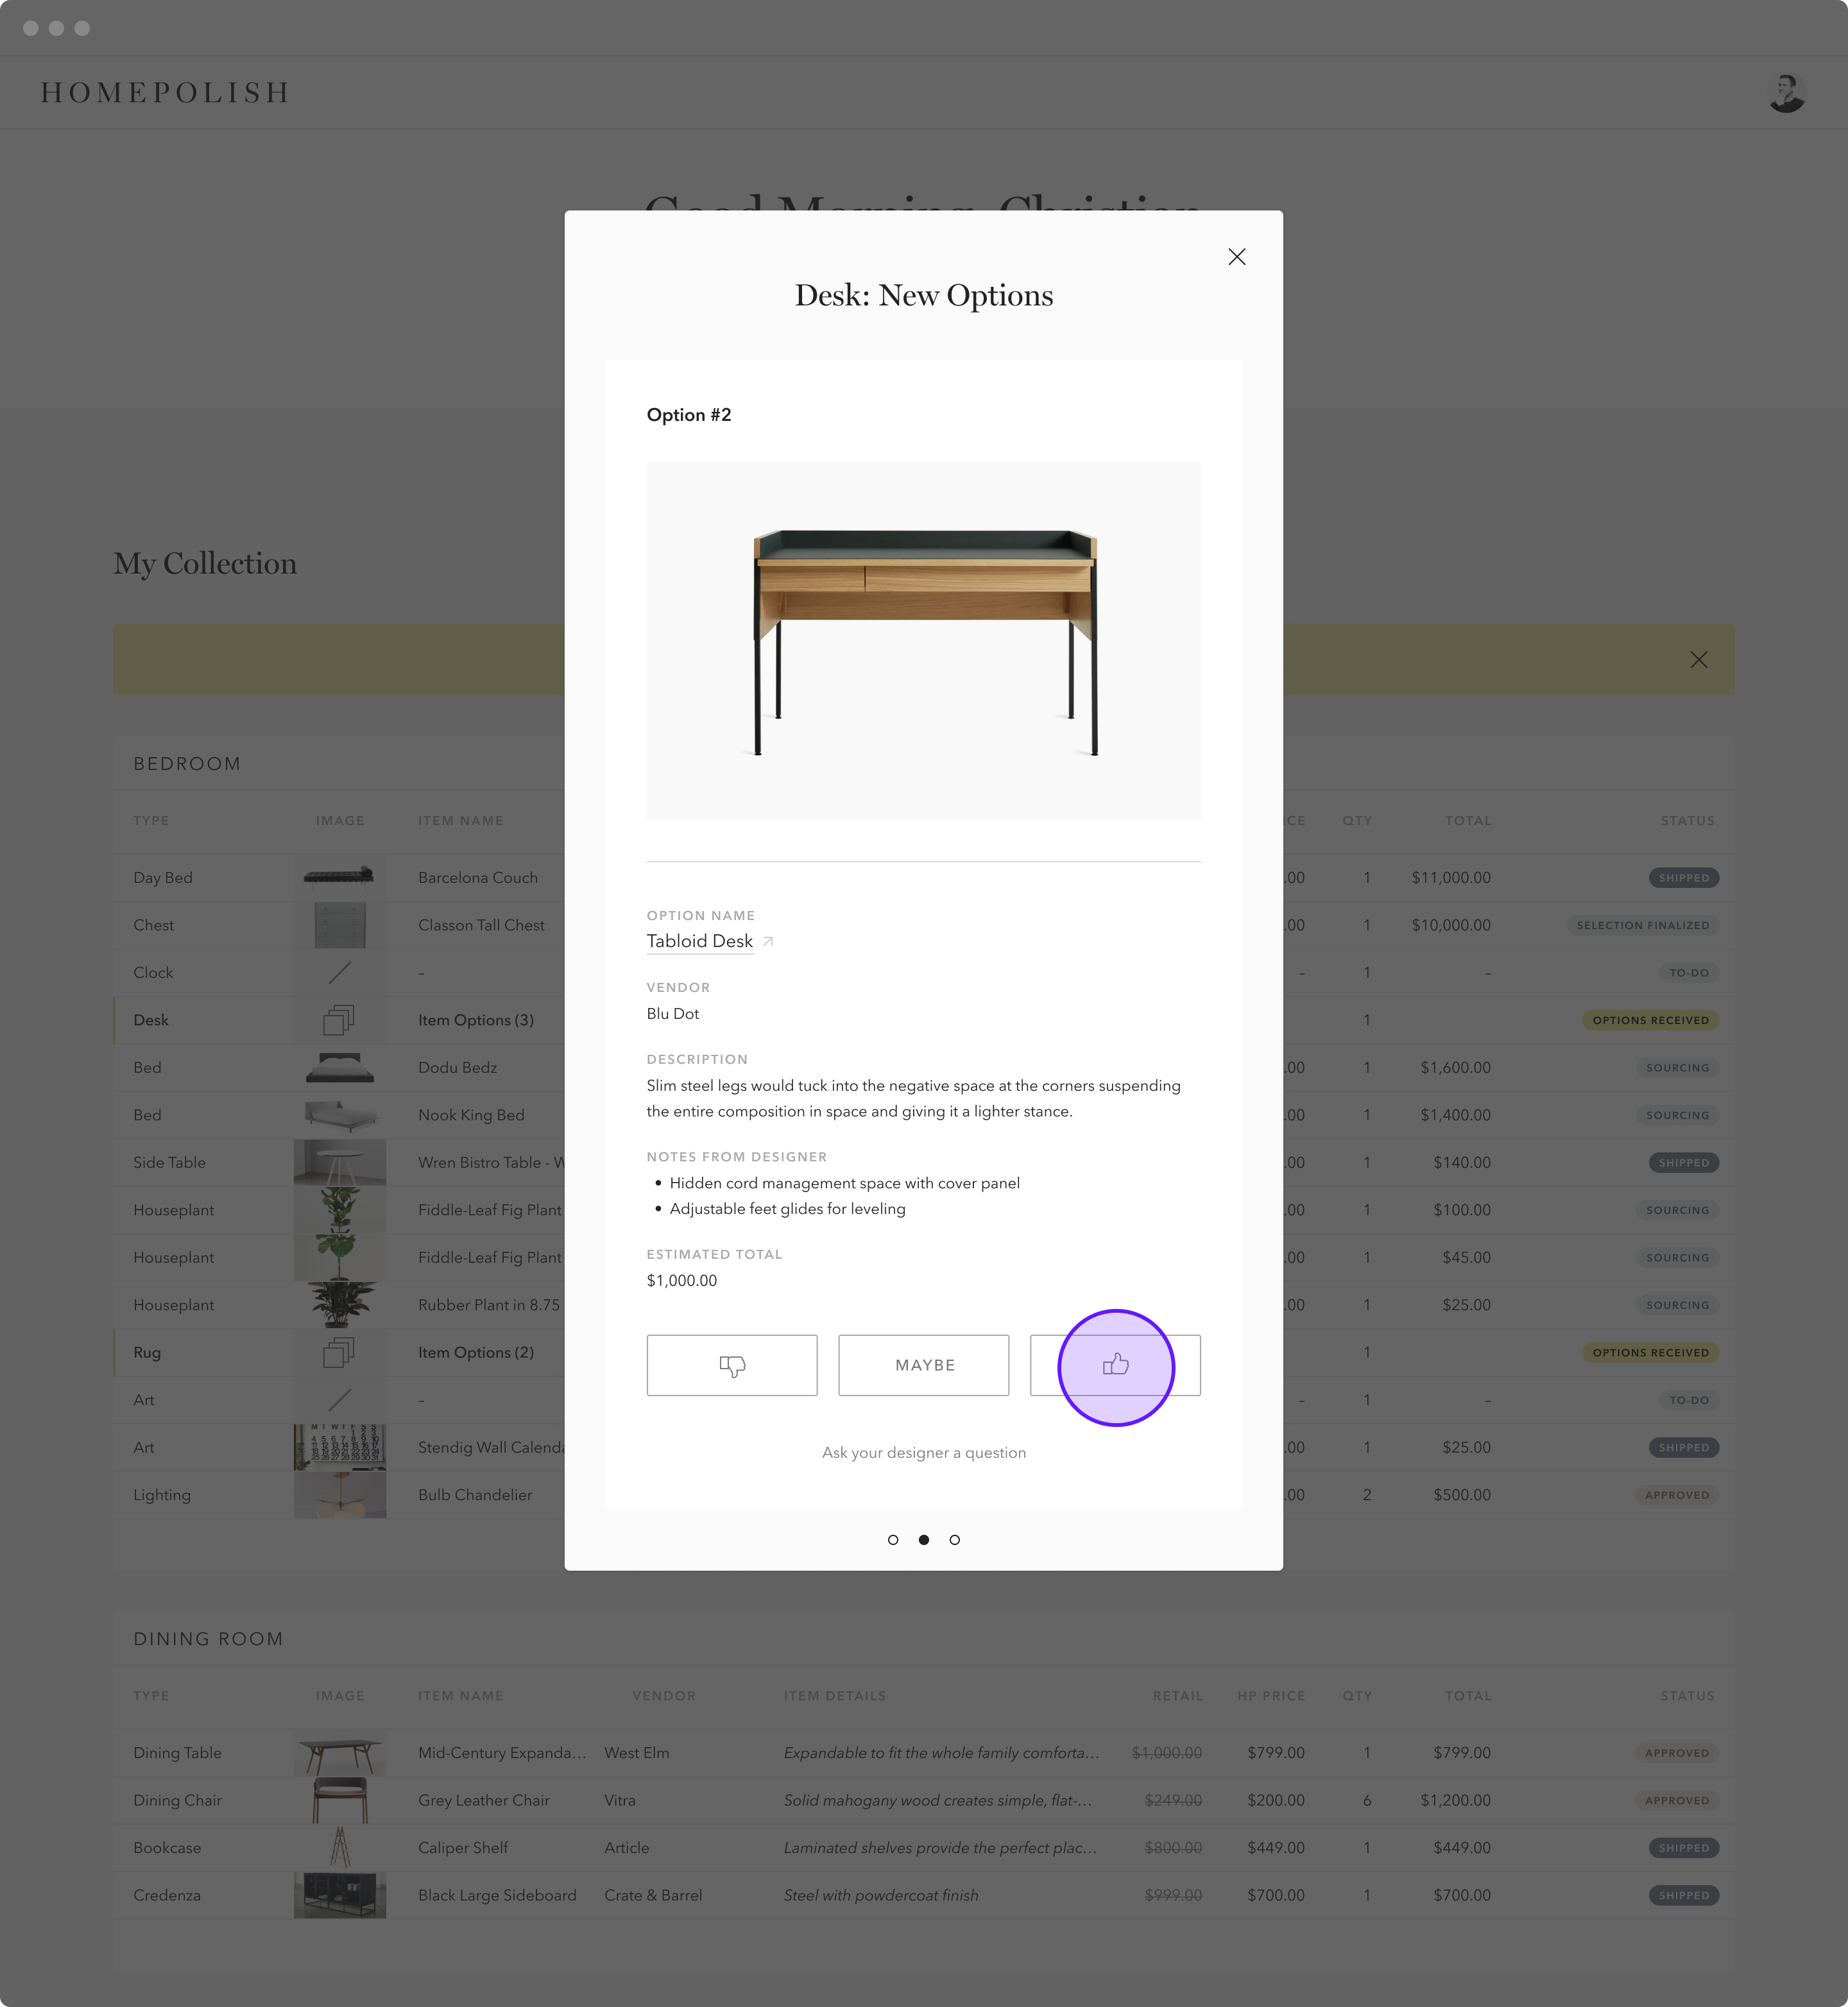 HOMEPOLISH
Good Morning, Christian
Desk: New Options
Option #2
OPTION NAME
Tabloid Desk
VENDOR
Blu Dot
DESCRIPTION
Slim steel legs would tuck into the negative space at the corners suspending
the entire composition in space and giving it a lighter stance.
NOTES FROM DESIGNER
• Hidden cord management space with cover panel
• Adjustable feet glides for leveling
ESTIMATED TOTAL
$1,000.00
MAYBE
Ask your designer a question
My Collection
BEDROOM
TYPE IMAGE ITEM NAME CE QTY TOTAL STATUS
Day Bed Barcelona Couch .00 1 $11,000.00 SHIPPED
Chest Classon Tall Chest .00 1 $10,000.00 SELECTION FINALIZED
Clock – – 1 – TO-DO
Desk Item Options (3) 1 OPTIONS RECEIVED
Bed Dodu Bedz .00 1 $1,600.00 SOURCING
Bed Nook King Bed .00 1 $1,400.00 SOURCING
Side Table Wren Bistro Table - W .00 1 $140.00 SHIPPED
Houseplant Fiddle-Leaf Fig Plant .00 1 $100.00 SOURCING
Houseplant Fiddle-Leaf Fig Plant .00 1 $45.00 SOURCING
Houseplant Rubber Plant in 8.75 .00 1 $25.00 SOURCING
Rug Item Options (2) 1 OPTIONS RECEIVED
Art – – 1 – TO-DO
Art Stendig Wall Calenda .00 1 $25.00 SHIPPED
Lighting Bulb Chandelier .00 2 $500.00 APPROVED
DINING ROOM
TYPE IMAGE ITEM NAME VENDOR ITEM DETAILS RETAIL HP PRICE QTY TOTAL STATUS
Dining Table Mid-Century Expanda... West Elm Expandable to fit the whole family comforta... $1,000.00 $799.00 1 $799.00 APPROVED
Dining Chair Grey Leather Chair Vitra Solid mahogany wood creates simple, flat-... $249.00 $200.00 6 $1,200.00 APPROVED
Bookcase Caliper Shelf Article Laminated shelves provide the perfect plac... $800.00 $449.00 1 $449.00 SHIPPED
Credenza Black Large Sideboard Crate & Barrel Steel with powdercoat finish $999.00 $700.00 1 $700.00 SHIPPED